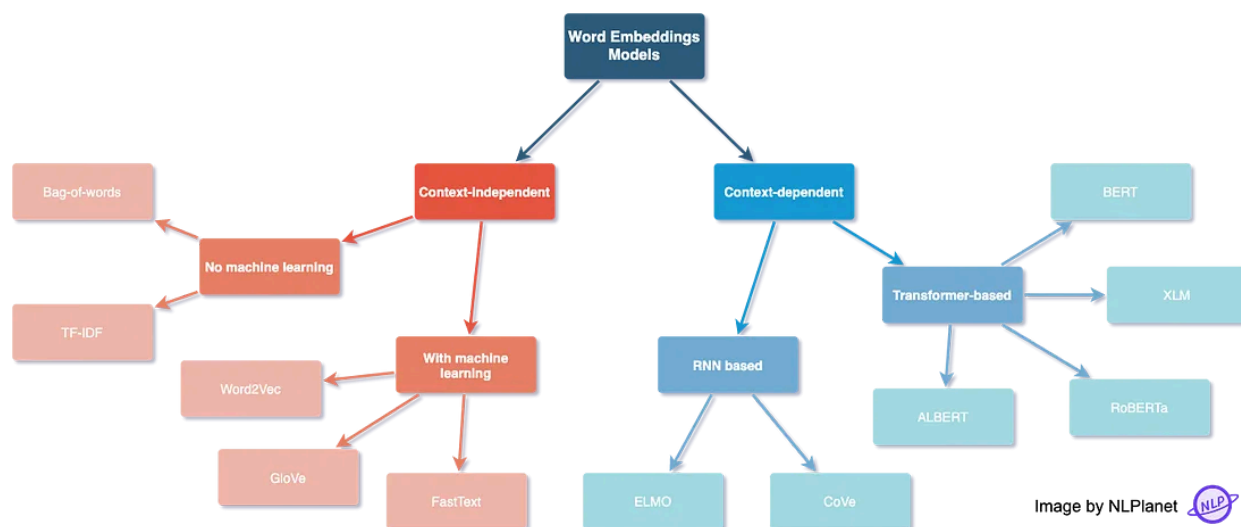 Word Embeddings
Models
Context-independent
Context-dependent
Bag-of-words
No machine learning
TF-IDF
With machine
learning
Word2Vec
GloVe
FastText
RNN based
ELMO
CoVe
Transformer-based
BERT
XLM
RoBERTa
ALBERT
Image by NLPlanet
NLP